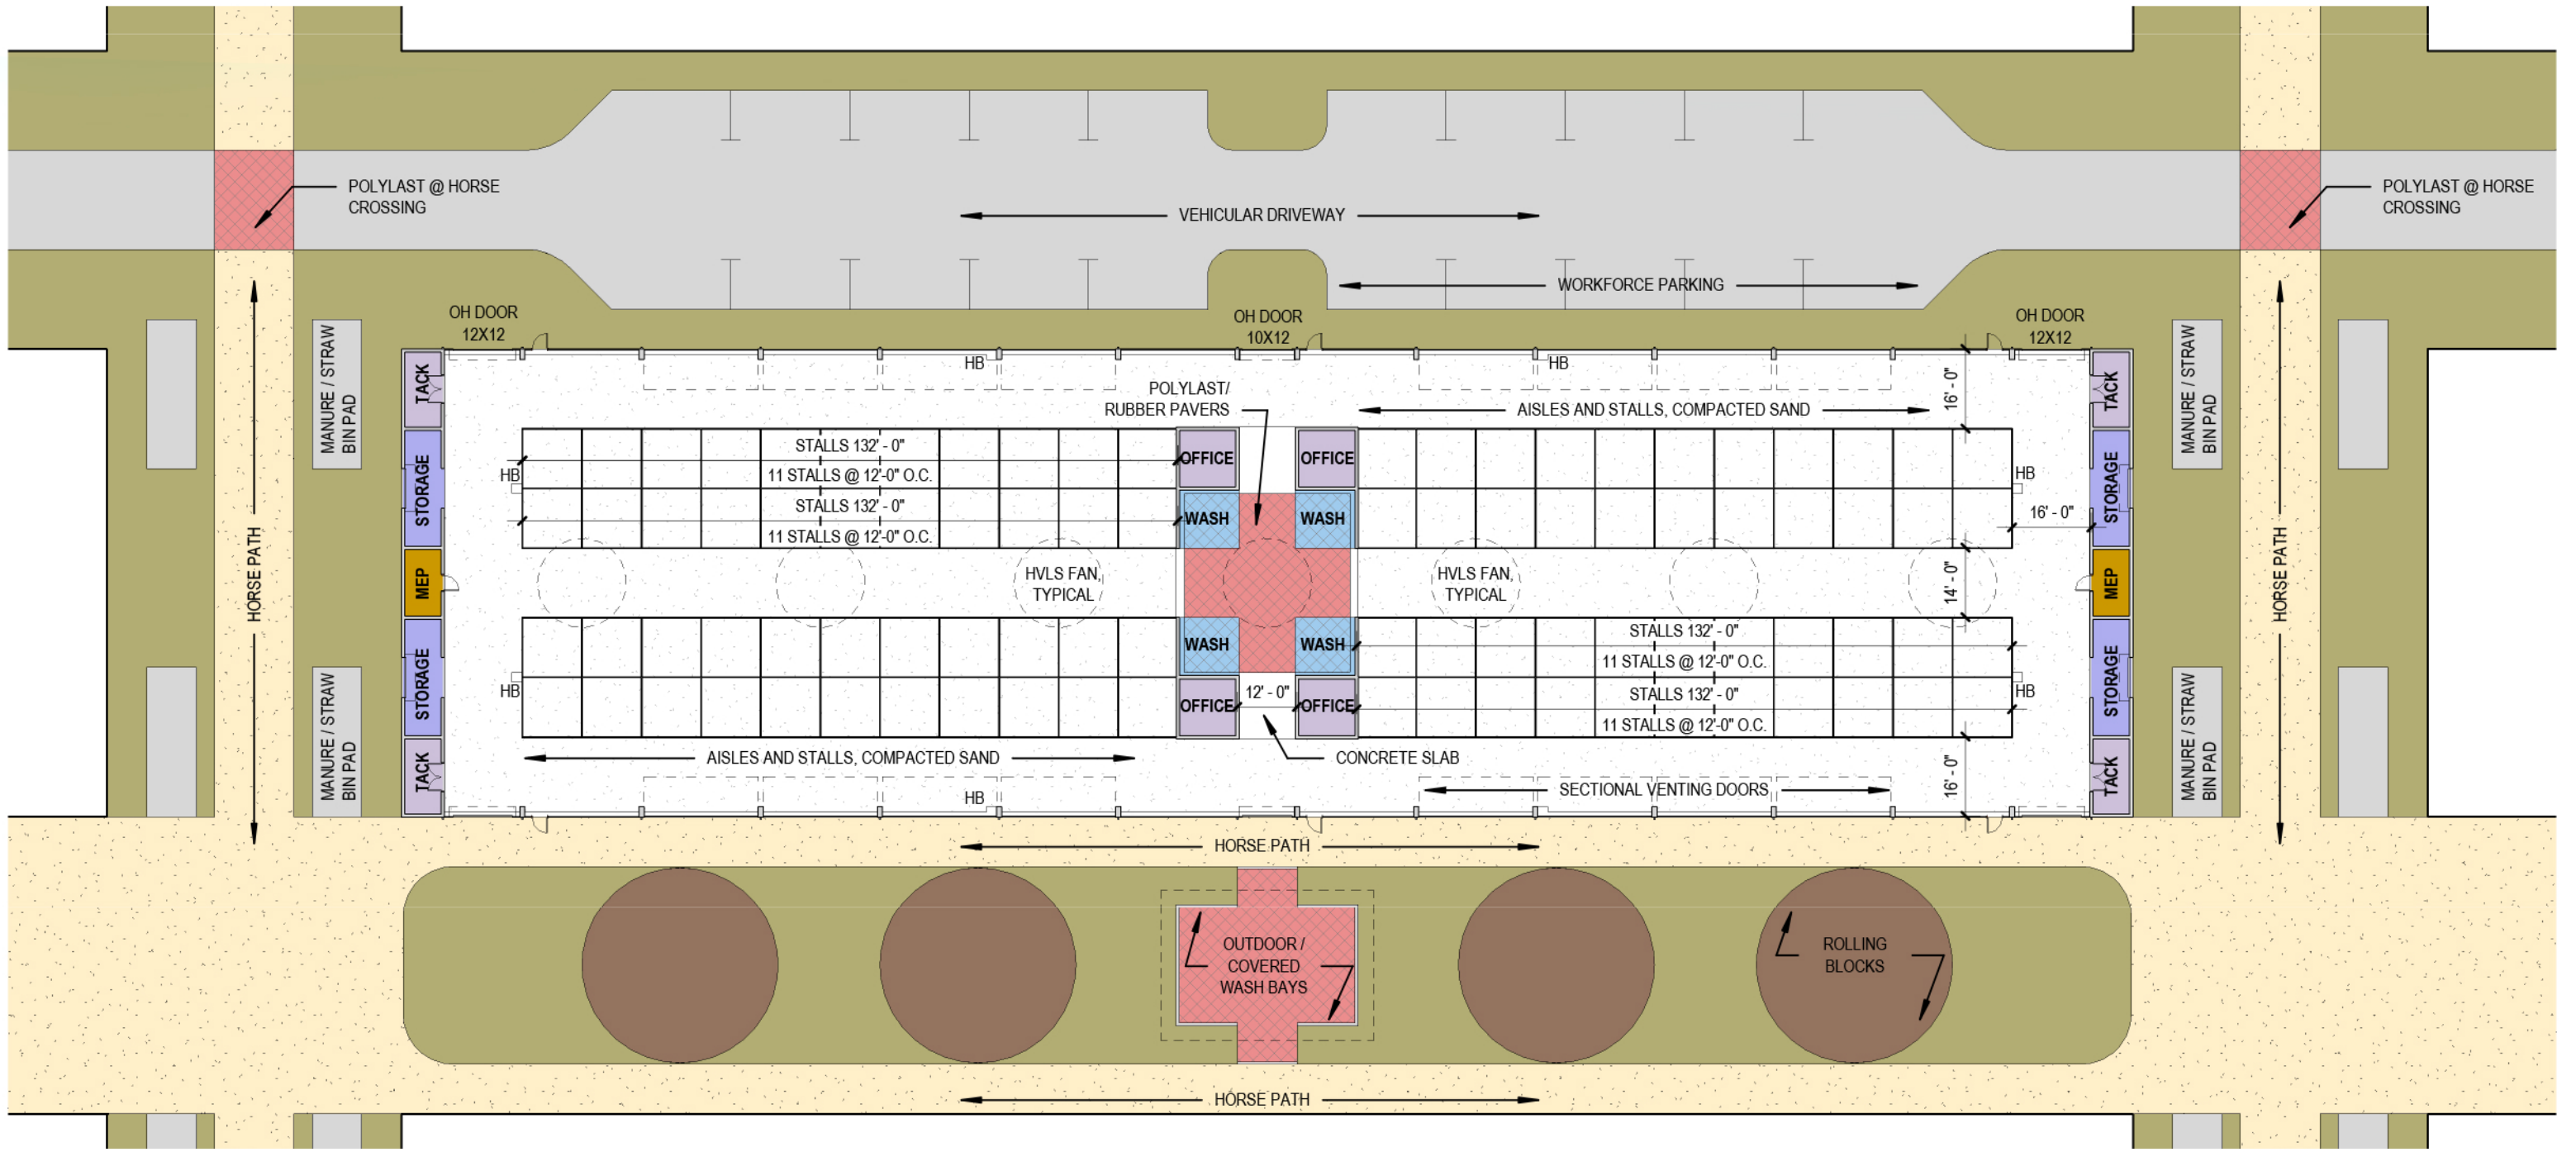 POLYLAST @ HORSE
CROSSING
POLYLAST @ HORSE
CROSSING
VEHICULAR DRIVEWAY
WORKFORCE PARKING
OH DOOR
12X12
OH DOOR
10X12
OH DOOR
12X12
MANURE / STRAW
BIN PAD
TACK
HB
HB
POLYLAST/
RUBBER PAVERS
AISLES AND STALLS, COMPACTED SAND
16' - 0"
TACK
MANURE / STRAW
BIN PAD
STORAGE
HB
STALLS 132' - 0"
11 STALLS @ 12'-0" O.C.
STALLS 132' - 0"
11 STALLS @ 12'-0" O.C.
OFFICE
OFFICE
WASH
WASH
HB
16' - 0"
STORAGE
HORSE PATH
MEP
HVLS FAN,
TYPICAL
HVLS FAN,
TYPICAL
14' - 0"
MEP
HORSE PATH
STORAGE
HB
WASH
WASH
OFFICE
12' - 0"
OFFICE
STALLS 132' - 0"
11 STALLS @ 12'-0" O.C.
STALLS 132' - 0"
11 STALLS @ 12'-0" O.C.
HB
STORAGE
MANURE / STRAW
BIN PAD
TACK
AISLES AND STALLS, COMPACTED SAND
CONCRETE SLAB
HB
SECTIONAL VENTING DOORS
16' - 0"
TACK
MANURE / STRAW
BIN PAD
HORSE PATH
OUTDOOR /
COVERED
WASH BAYS
ROLLING
BLOCKS
HORSE PATH